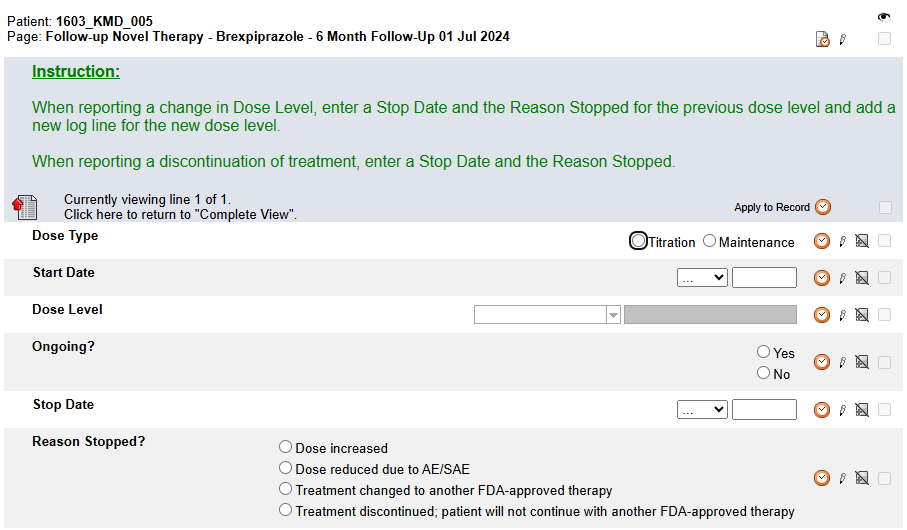 Patient: 1603_KMD_005
Page: Follow-up Novel Therapy - Brexpiprazole - 6 Month Follow-Up 01 Jul 2024
Instruction:
When reporting a change in Dose Level, enter a Stop Date and the Reason Stopped for the previous dose level and add a
new log line for the new dose level.
When reporting a discontinuation of treatment, enter a Stop Date and the Reason Stopped.
Currently viewing line 1 of 1.
Click here to return to "Complete View".
Apply to Record
Dose Type
Titration Maintenance
Start Date
...
Dose Level
Ongoing?
Yes
No
Stop Date
...
Reason Stopped?
Dose increased
Dose reduced due to AE/SAE
Treatment changed to another FDA-approved therapy
Treatment discontinued; patient will not continue with another FDA-approved therapy